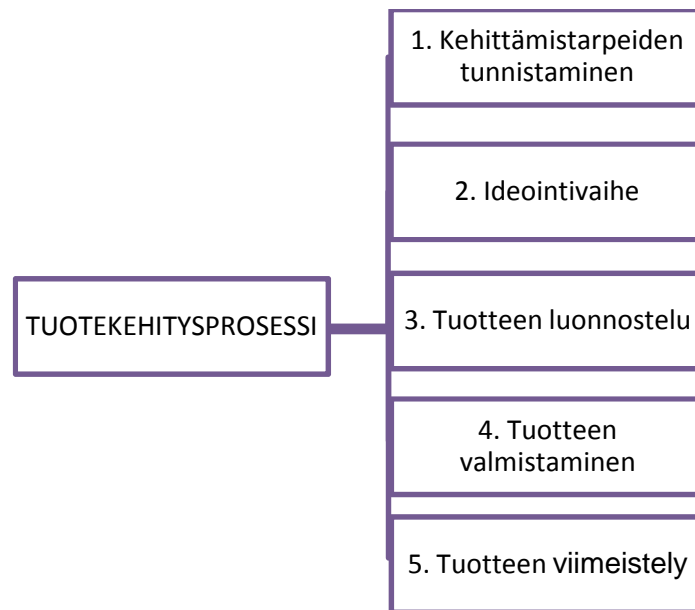 1. Kehittämistarpeiden
tunnistaminen
2. Ideointivaihe
TUOTEKEHITYSPROSESSI
3. Tuotteen luonnostelu
4. Tuotteen
valmistaminen
5. Tuotteen viimeistely